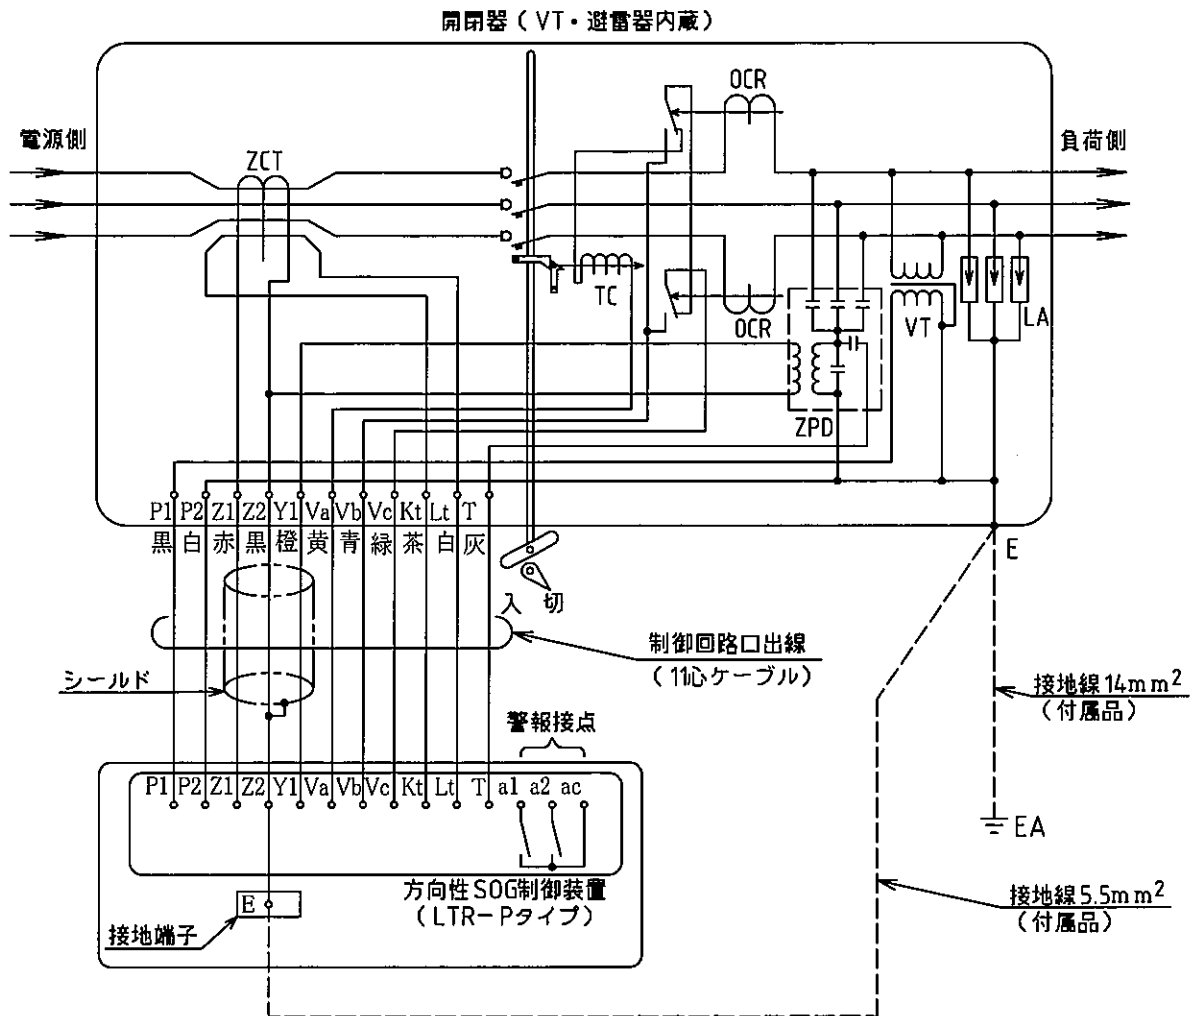 開閉器(VT・避雷器内蔵)
OCR
電源側
負荷側
ZCT
TC
OCR
VT
LA
ZPD
P1 P2 Z1 Z2 Y1 Va Vb Vc Kt Lt T
黒 白 赤 黒 橙 黄 青 緑 茶 白 灰
E
入 切
制御回路口出線
(11心ケーブル)
シールド
接地線14mm²
(付属品)
警報接点
P1 P2 Z1 Z2 Y1 Va Vb Vc Kt Lt T a1 a2 ac
EA
方向性SOG制御装置
(LTR-Pタイプ)
接地線5.5mm²
(付属品)
E
接地端子